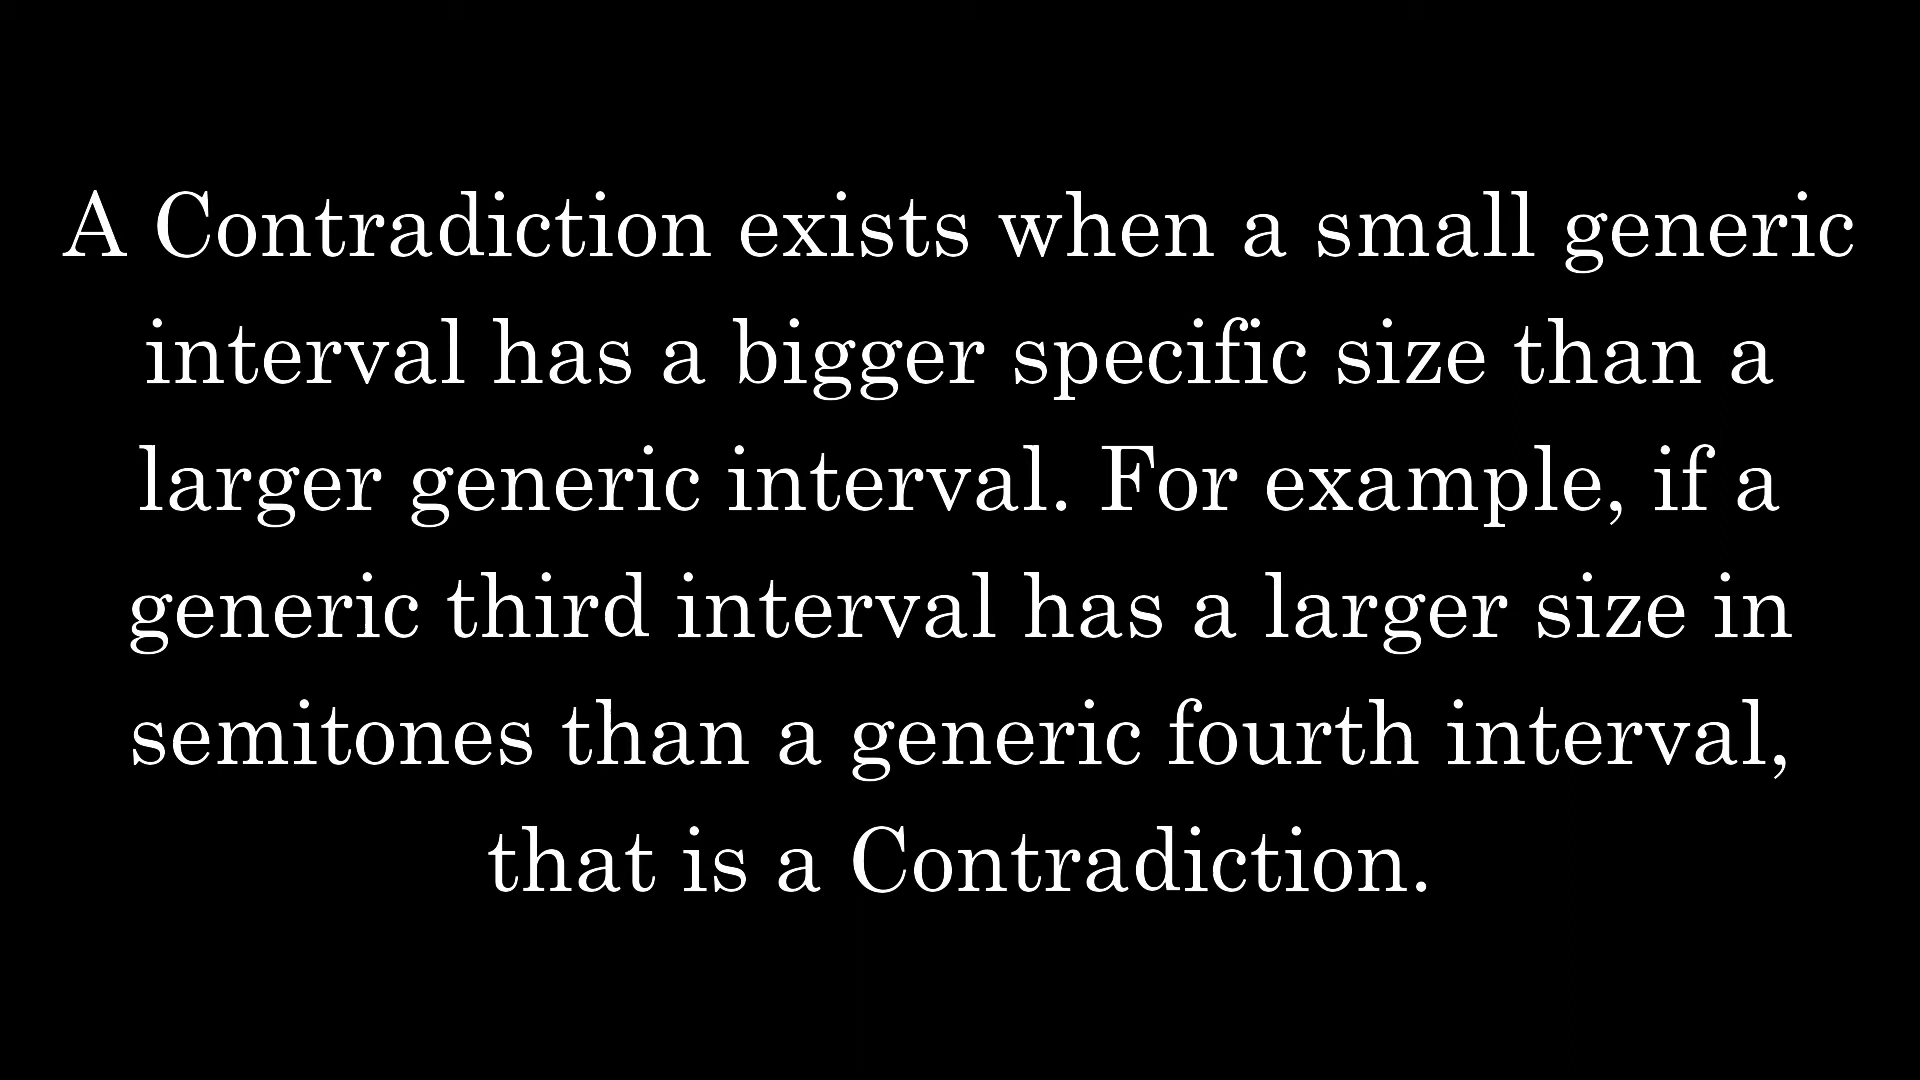 A Contradiction exists when a small generic
interval has a bigger specific size than a
larger generic interval. For example, if a
generic third interval has a larger size in
semitones than a generic fourth interval,
that is a Contradiction.